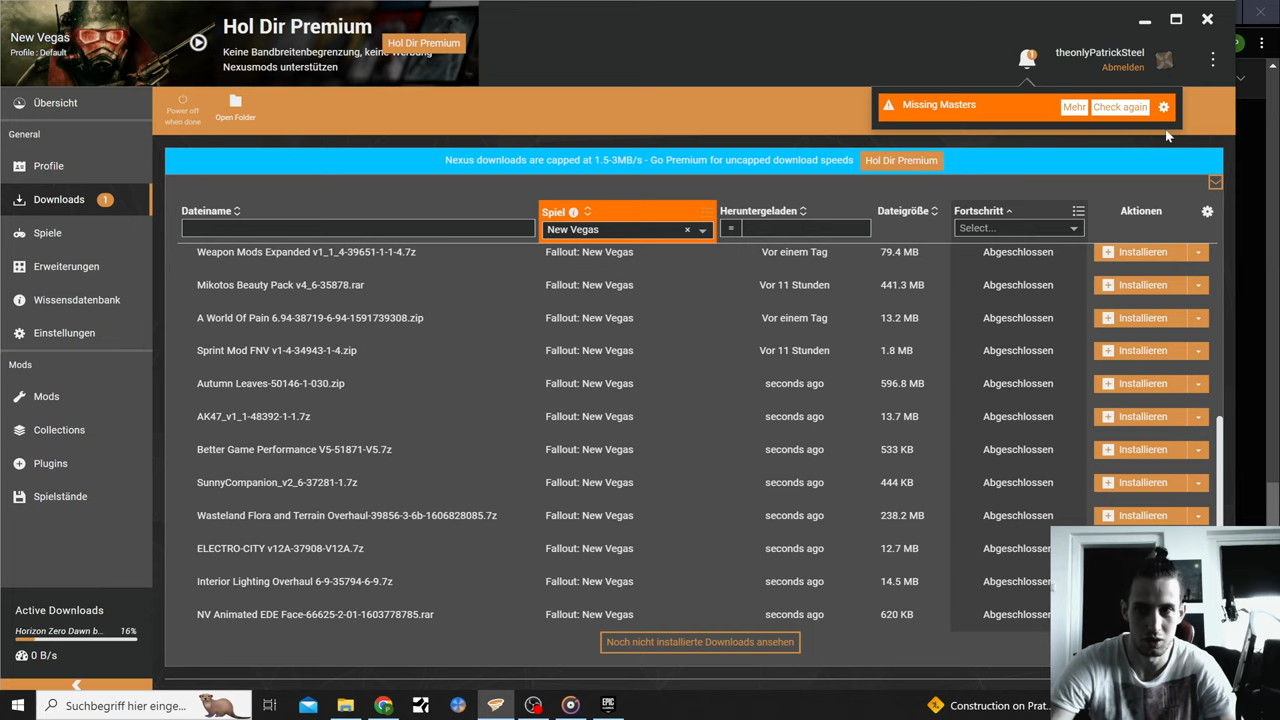 New Vegas
Profile : Default
Hol Dir Premium
Keine Bandbreitenbegrenzung, keine Werbung
Nexusmods unterstützen
Hol Dir Premium
1
theonlyPatrickSteel
Abmelden
Missing Masters
Mehr
Check again
Power off
when done
Open Folder
Übersicht
General
Profile
Downloads 1
Spiele
Erweiterungen
Wissensdatenbank
Einstellungen
Mods
Mods
Collections
Plugins
Spielstände
Active Downloads
Horizon Zero Dawn b... 16%
0 B/s
Nexus downloads are capped at 1.5-3MB/s - Go Premium for uncapped download speeds Hol Dir Premium
Dateiname Spiel Heruntergeladen Dateigröße Fortschritt Aktionen
New Vegas × = Select...
Weapon Mods Expanded v1_1_4-39651-1-1-4.7z Fallout: New Vegas Vor einem Tag 79.4 MB Abgeschlossen Installieren
Mikotos Beauty Pack v4_6-35878.rar Fallout: New Vegas Vor 11 Stunden 441.3 MB Abgeschlossen Installieren
A World Of Pain 6.94-38719-6-94-1591739308.zip Fallout: New Vegas Vor einem Tag 13.2 MB Abgeschlossen Installieren
Sprint Mod FNV v1-4-34943-1-4.zip Fallout: New Vegas Vor 11 Stunden 1.8 MB Abgeschlossen Installieren
Autumn Leaves-50146-1-030.zip Fallout: New Vegas seconds ago 596.8 MB Abgeschlossen Installieren
AK47_v1_1-48392-1-1.7z Fallout: New Vegas seconds ago 13.7 MB Abgeschlossen Installieren
Better Game Performance V5-51871-V5.7z Fallout: New Vegas seconds ago 533 KB Abgeschlossen Installieren
SunnyCompanion_v2_6-37281-1.7z Fallout: New Vegas seconds ago 444 KB Abgeschlossen Installieren
Wasteland Flora and Terrain Overhaul-39856-3-6b-1606828085.7z Fallout: New Vegas seconds ago 238.2 MB Abgeschlossen Installieren
ELECTRO-CITY v12A-37908-V12A.7z Fallout: New Vegas seconds ago 12.7 MB Abgeschlossen
Interior Lighting Overhaul 6-9-35794-6-9.7z Fallout: New Vegas seconds ago 14.5 MB Abgeschlossen
NV Animated EDE Face-66625-2-01-1603778785.rar Fallout: New Vegas seconds ago 620 KB Abgeschlossen
Noch nicht installierte Downloads ansehen
Suchbegriff hier einge...
EPIC
Construction on Prat...